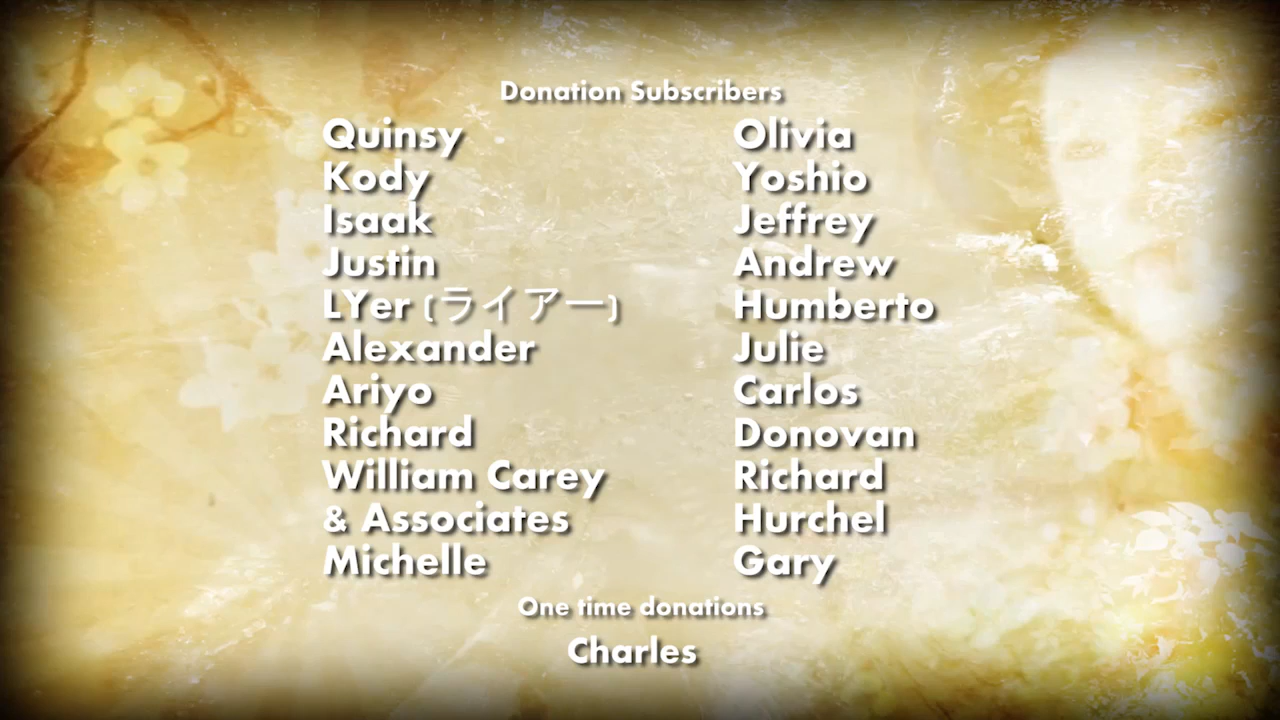 Donation Subscribers
Quinsy
Kody
Isaak
Justin
LYer (ライアー)
Alexander
Ariyo
Richard
William Carey
& Associates
Michelle
Olivia
Yoshio
Jeffrey
Andrew
Humberto
Julie
Carlos
Donovan
Richard
Hurchel
Gary
One time donations
Charles